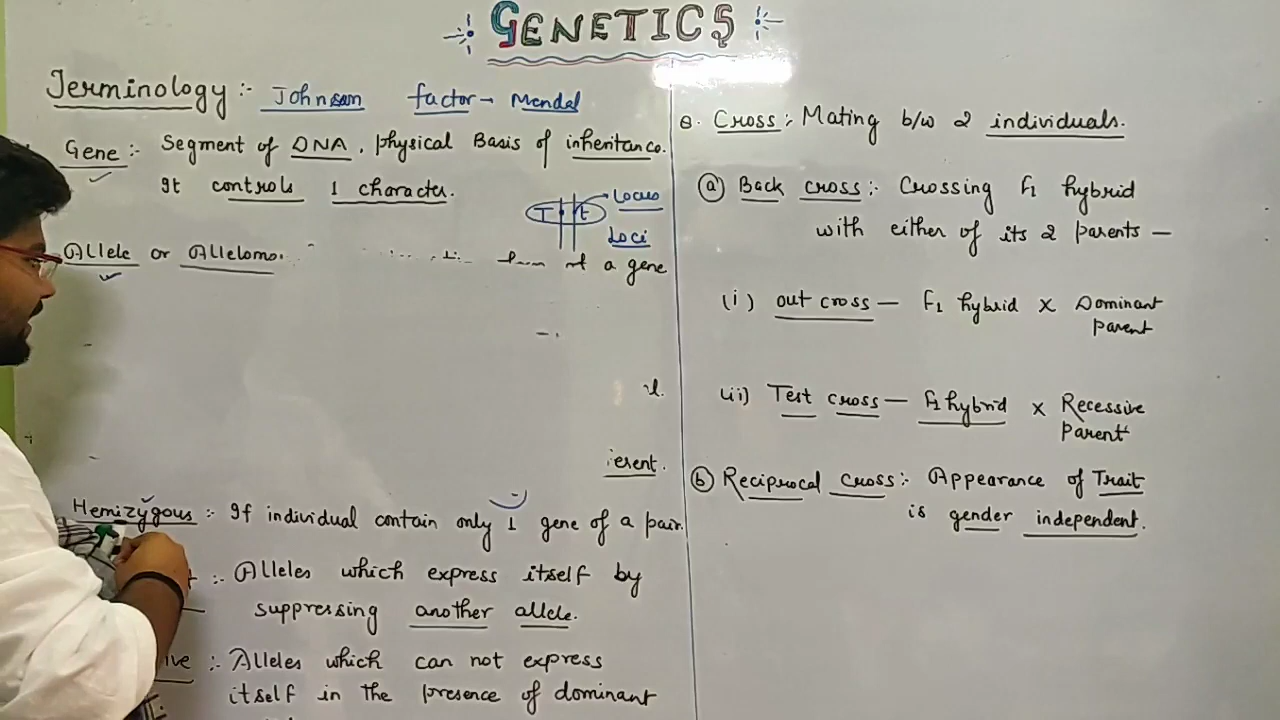 GENETICS
Terminology :- Johnson factor → Mendel
Gene :- Segment of DNA, physical Basis of inheritance.
It controls 1 character.
T t Locus
Loci
Allele or Allelomo.
a gene
Hemizygous :- If individual contain only 1 gene of a pair.
:- Alleles which express itself by
suppressing another allele.
:- Alleles which can not express
itself in the presence of dominant
Cross :- Mating b/w 2 individuals.
(a) Back cross :- Crossing F1 hybrid
with either of its 2 parents —
(i) out cross — F1 hybrid X Dominant
parent
(ii) Test cross — F1 hybrid X Recessive
parent
(b) Reciprocal cross :- Appearance of Trait
is gender independent.